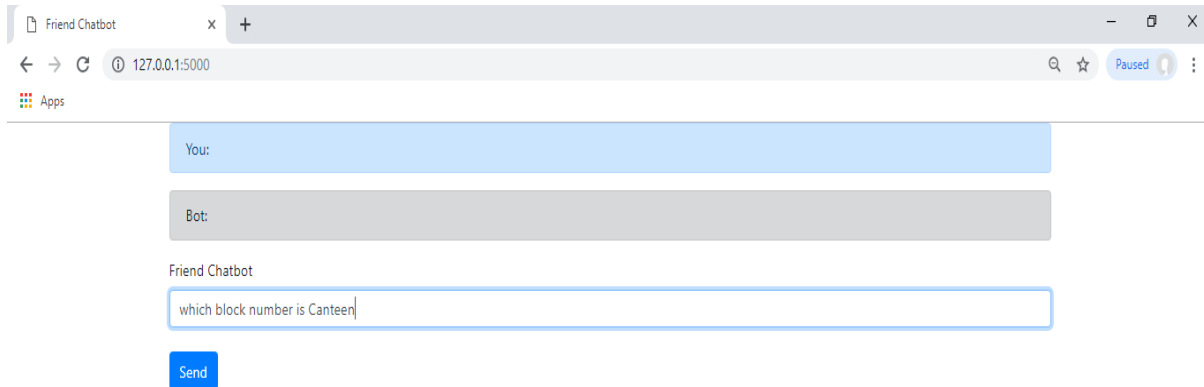 Friend Chatbot
127.0.0.1:5000
Paused
Apps
You:
Bot:
Friend Chatbot
which block number is Canteen
Send